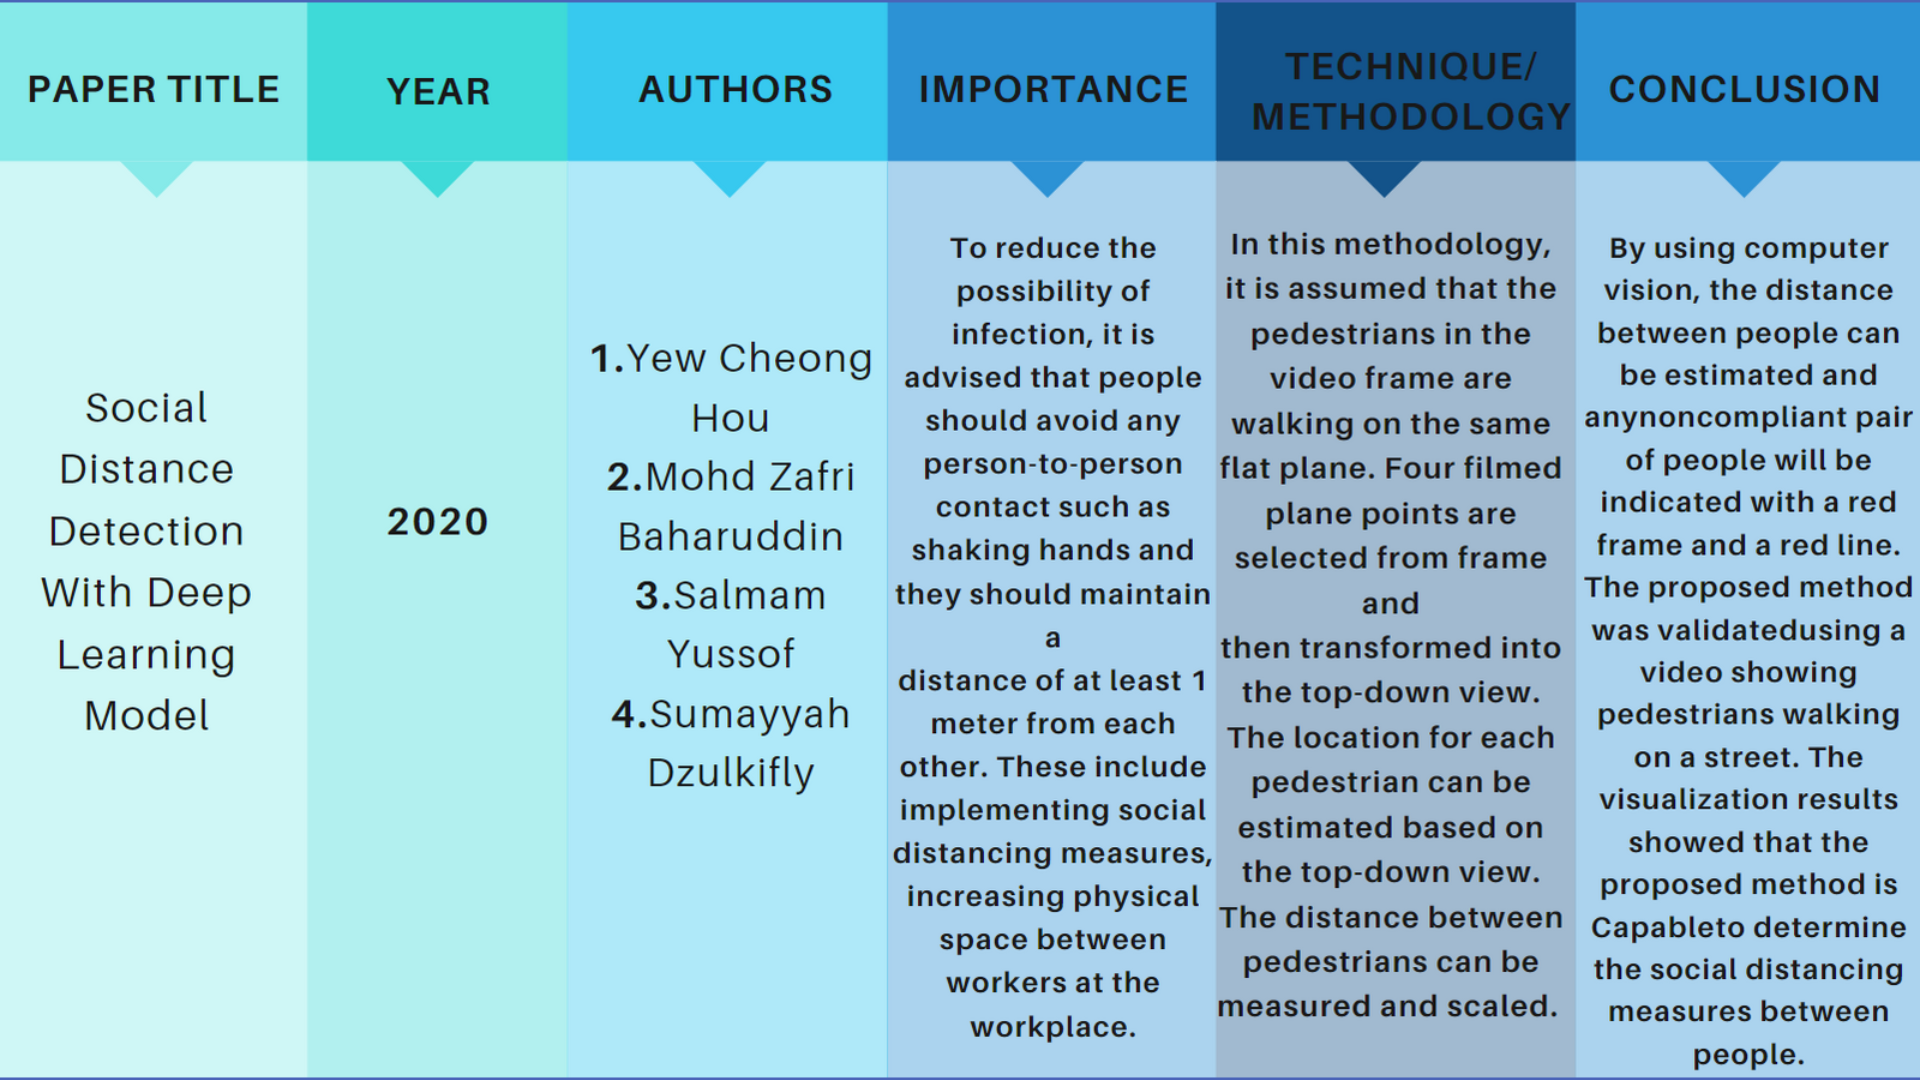 PAPER TITLE
YEAR
AUTHORS
IMPORTANCE
TECHNIQUE/
METHODOLOGY
CONCLUSION
Social
Distance
Detection
With Deep
Learning
Model
2020
1.Yew Cheong
Hou
2.Mohd Zafri
Baharuddin
3.Salmam
Yussof
4.Sumayyah
Dzulkifly
To reduce the
possibility of
infection, it is
advised that people
should avoid any
person-to-person
contact such as
shaking hands and
they should maintain
a
distance of at least 1
meter from each
other. These include
implementing social
distancing measures,
increasing physical
space between
workers at the
workplace.
In this methodology,
it is assumed that the
pedestrians in the
video frame are
walking on the same
flat plane. Four filmed
plane points are
selected from frame
and
then transformed into
the top-down view.
The location for each
pedestrian can be
estimated based on
the top-down view.
The distance between
pedestrians can be
measured and scaled.
By using computer
vision, the distance
between people can
be estimated and
anynoncompliant pair
of people will be
indicated with a red
frame and a red line.
The proposed method
was validatedusing a
video showing
pedestrians walking
on a street. The
visualization results
showed that the
proposed method is
Capableto determine
the social distancing
measures between
people.